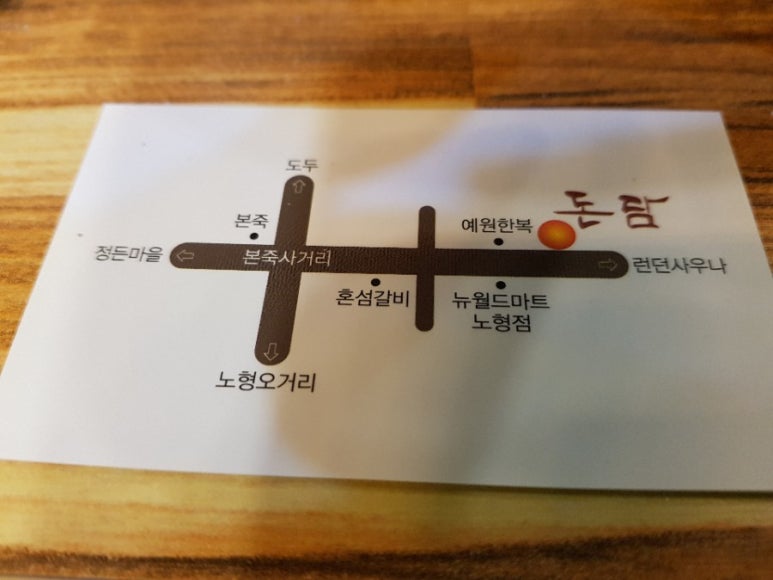 도두
본죽
예원한복
돈탐
정든마을
본죽사거리
런던사우나
혼섬갈비
뉴월드마트
노형점
노형오거리